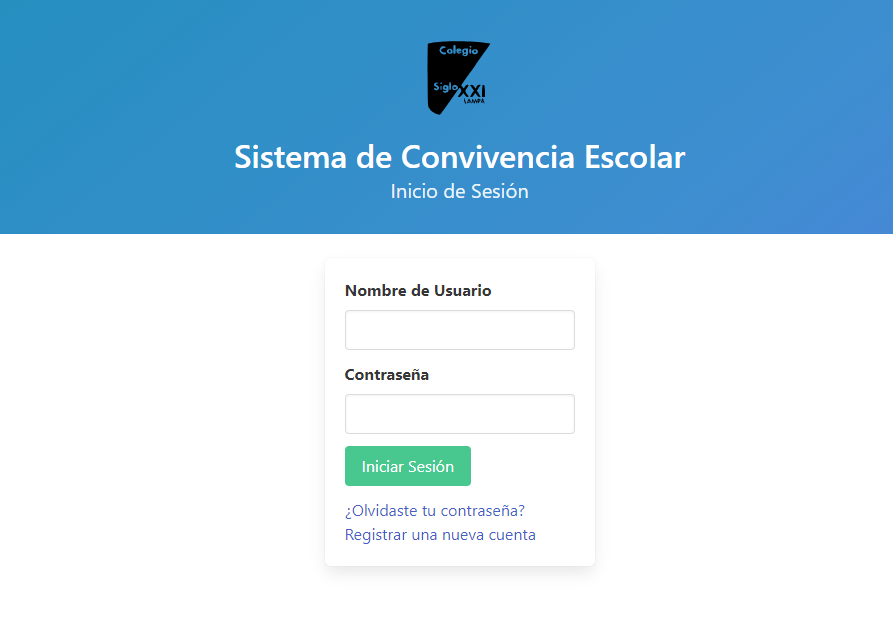 Colegio
Siglo XXI
LAMPA
Sistema de Convivencia Escolar
Inicio de Sesión
Nombre de Usuario
Contraseña
Iniciar Sesión
¿Olvidaste tu contraseña?
Registrar una nueva cuenta